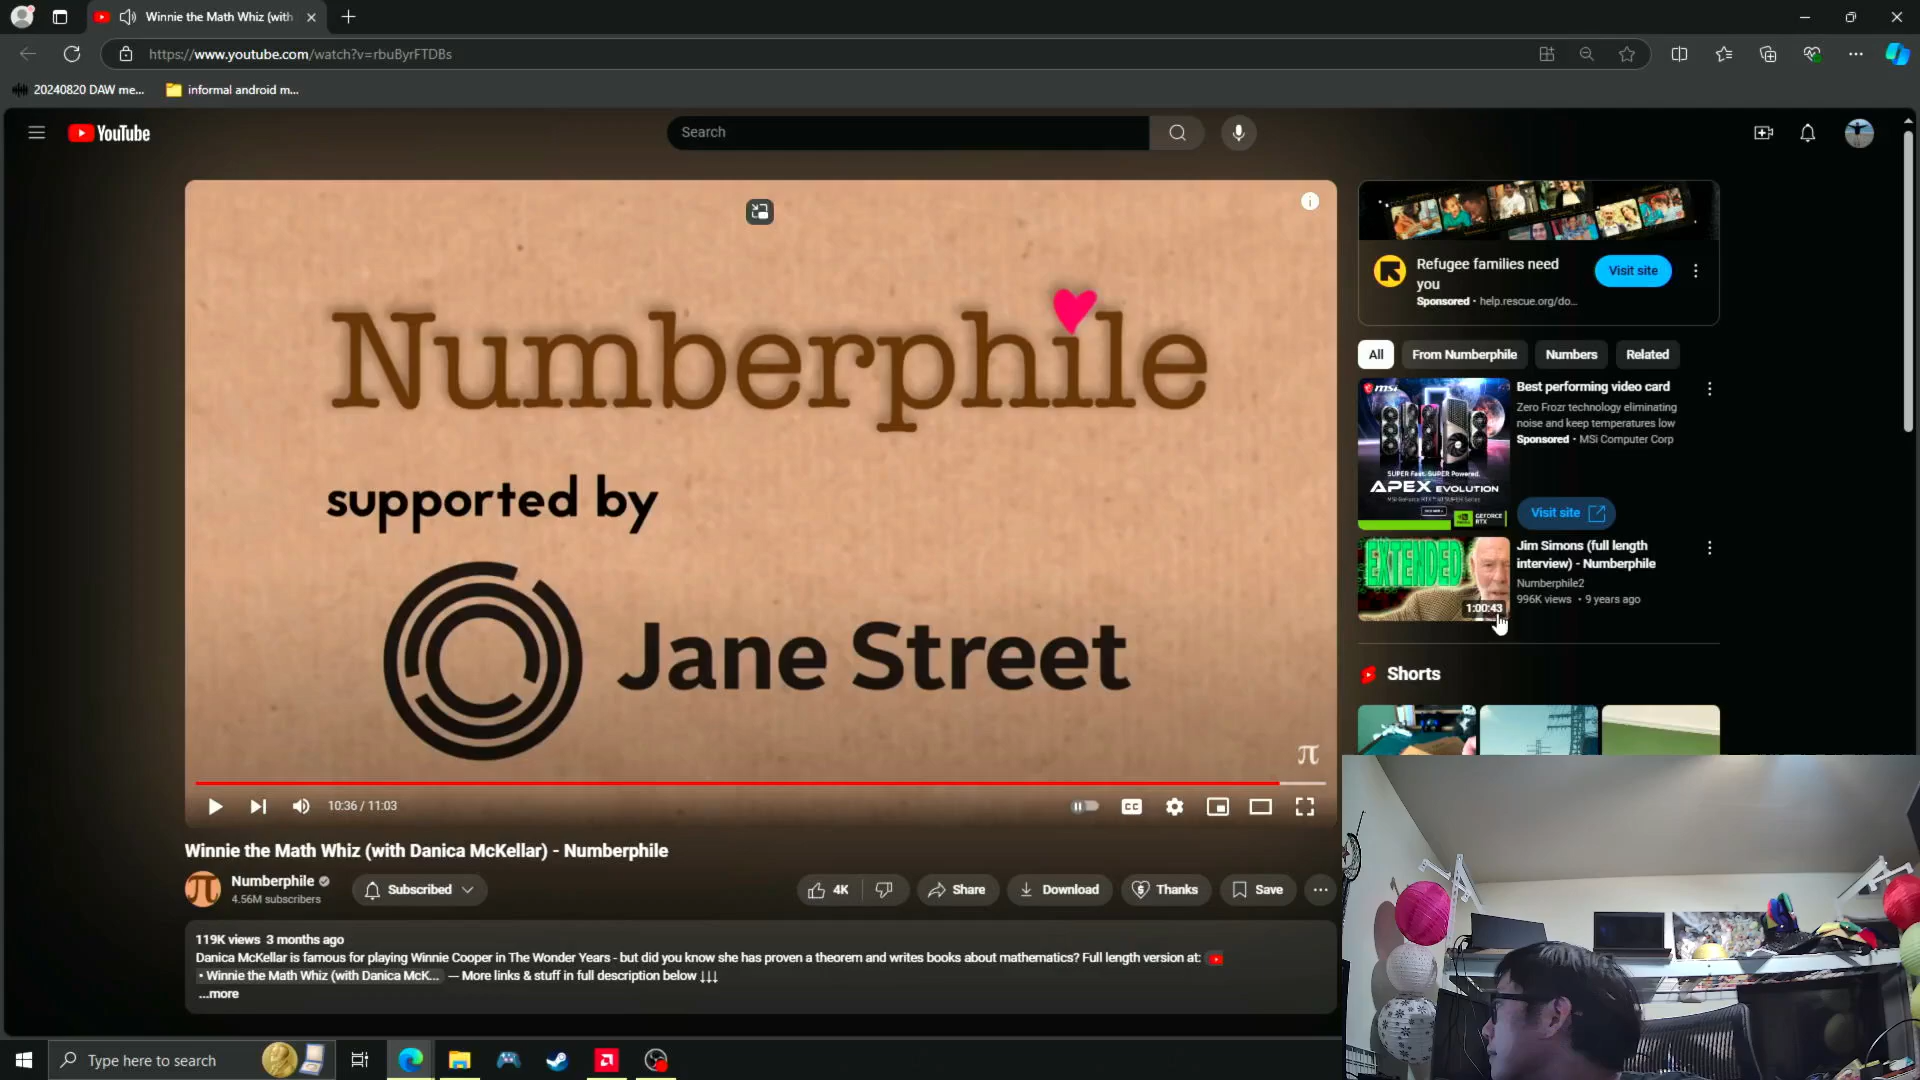 Winnie the Math Whiz (with
https://www.youtube.com/watch?v=rbuByrFTDBs
20240820 DAW me...
informal android m...
YouTube
Search
Numberphile
supported by
Jane Street
π
10:36 / 11:03
CC
Winnie the Math Whiz (with Danica McKellar) - Numberphile
Numberphile
4.56M subscribers
Subscribed
4K
Share
Download
Thanks
Save
119K views 3 months ago
Danica McKellar is famous for playing Winnie Cooper in The Wonder Years - but did you know she has proven a theorem and writes books about mathematics? Full length version at:
• Winnie the Math Whiz (with Danica McK... — More links & stuff in full description below ↓↓↓
...more
Refugee families need
you
Sponsored · help.rescue.org/do...
Visit site
All
From Numberphile
Numbers
Related
msi
SUPER Fast. SUPER Powered.
APEX EVOLUTION
GEFORCE
RTX
Best performing video card
Zero Frozr technology eliminating
noise and keep temperatures low
Sponsored · MSI Computer Corp
Visit site
EXTENDED
1:00:43
Jim Simons (full length
interview) - Numberphile
Numberphile2
996K views • 9 years ago
Shorts
Type here to search